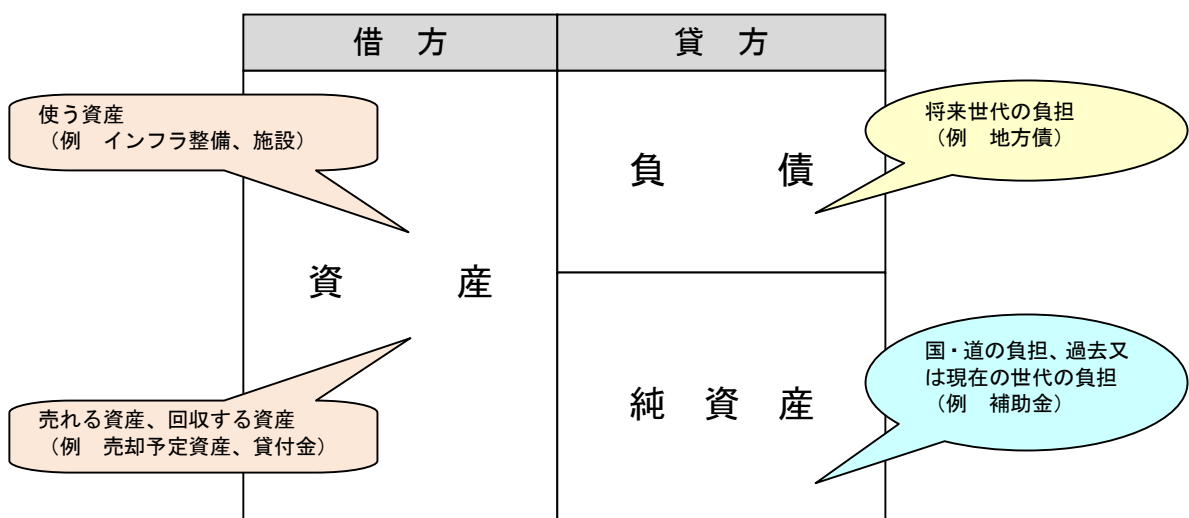 借　方
貸　方
使う資産
（例　インフラ整備、施設）
将来世代の負担
（例　地方債）
負　　　債
資　　　産
国・道の負担、過去又
は現在の世代の負担
（例　補助金）
純　資　産
売れる資産、回収する資産
（例　売却予定資産、貸付金）